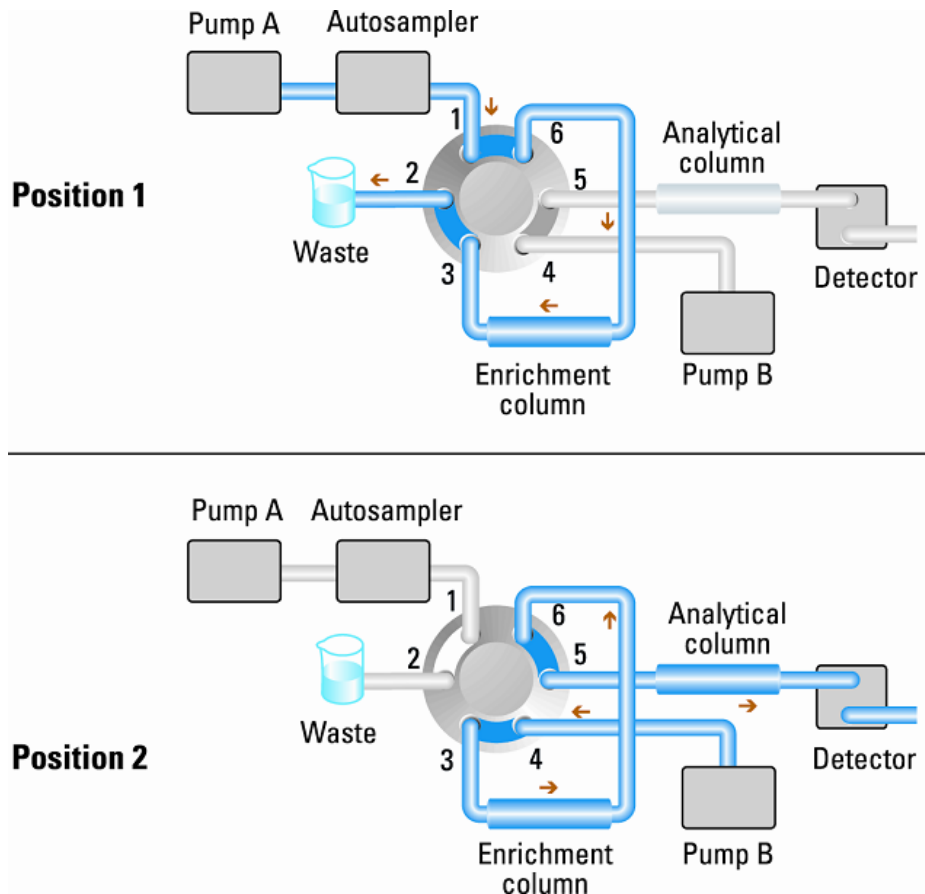 Pump A
Autosampler
1
6
Analytical
column
2
5
Position 1
Waste
3
4
Detector
Enrichment
column
Pump B
Pump A
Autosampler
1
6
Analytical
column
2
5
Waste
Position 2
3
4
Detector
Enrichment
column
Pump B